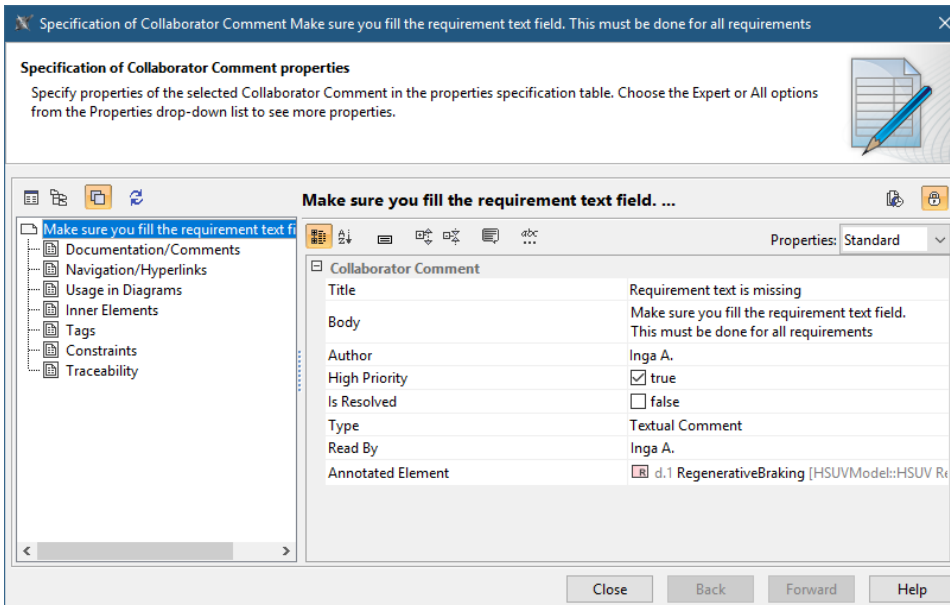 Specification of Collaborator Comment Make sure you fill the requirement text field. This must be done for all requirements
Specification of Collaborator Comment properties
Specify properties of the selected Collaborator Comment in the properties specification table. Choose the Expert or All options
from the Properties drop-down list to see more properties.
Make sure you fill the requirement text field. ...
Make sure you fill the requirement text fi
Documentation/Comments
Navigation/Hyperlinks
Usage in Diagrams
Inner Elements
Tags
Constraints
Traceability
Properties: Standard
Collaborator Comment
Title Requirement text is missing
Body Make sure you fill the requirement text field.
This must be done for all requirements
Author Inga A.
High Priority true
Is Resolved false
Type Textual Comment
Read By Inga A.
Annotated Element R d.1 RegenerativeBraking [HSUVModel::HSUV Re
Close Back Forward Help